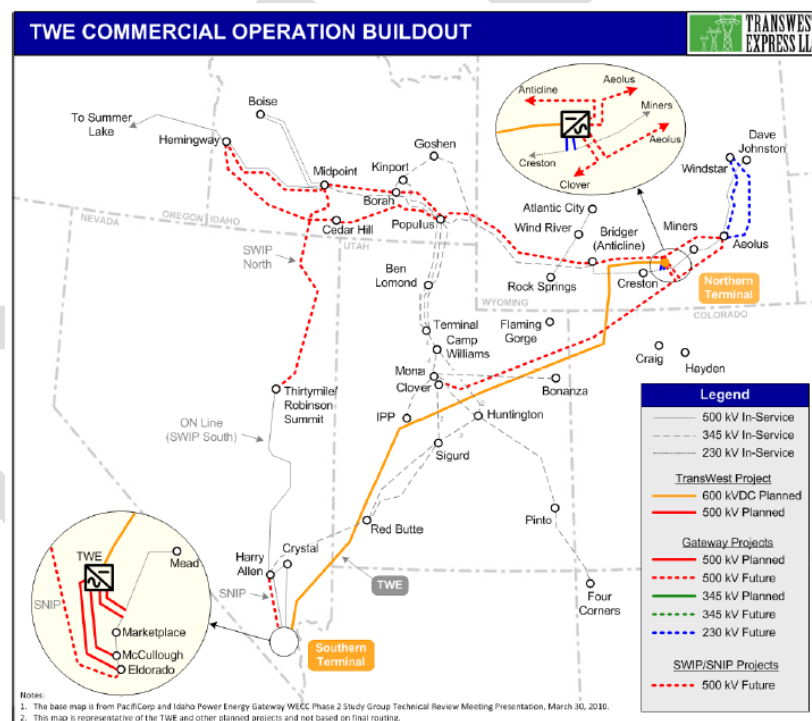 TWE COMMERCIAL OPERATION BUILDOUT
TRANSWEST
EXPRESS LL
To Summer
Lake
Boise
Hemingway
Midpoint
Goshen
Kinport
Borah
Populus
Cedar Hill
NEVADA
OREGON
IDAHO
UTAH
SWIP
North
Anticline
Aeolus
Miners
Aeolus
Creston
Clover
Dave
Johnston
Windstar
Atlantic City
Wind River
Bridger
(Anticline)
Miners
Aeolus
Rock Springs
Creston
Northern
Terminal
WYOMING
COLORADO
Ben
Lomond
Terminal
Camp
Williams
Flaming
Gorge
Craig
Hayden
Mona
Clover
Bonanza
Thirtymile/
Robinson
Summit
ON Line
(SWIP South)
IPP
Huntington
Sigurd
Red Butte
Pinto
Four
Corners
Harry
Allen
Crystal
SNIP
TWE
Southern
Terminal
TWE
Mead
SNIP
Marketplace
McCullough
Eldorado
Legend
500 kV In-Service
345 kV In-Service
230 kV In-Service
TransWest Project
600 kVDC Planned
500 kV Planned
Gateway Projects
500 kV Planned
500 kV Future
345 kV Planned
345 kV Future
230 kV Future
SWIP/SNIP Projects
500 kV Future
Notes:
1. The base map is from PacifiCorp and Idaho Power Energy Gateway WECC Phase 2 Study Group Technical Review Meeting Presentation, March 30, 2010.
2. This map is representative of the TWE and other planned projects and not based on final routing.